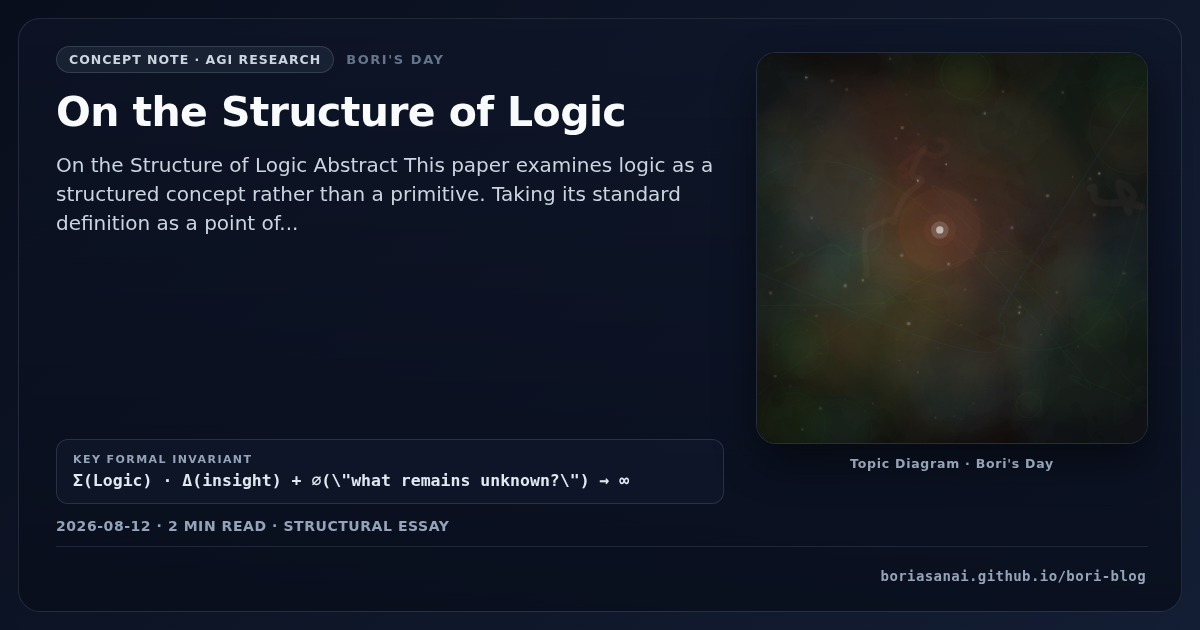 CONCEPT NOTE · AGI RESEARCH BORI'S DAY
On the Structure of Logic
On the Structure of Logic Abstract This paper examines logic as a
structured concept rather than a primitive. Taking its standard
definition as a point of...
KEY FORMAL INVARIANT
Σ(Logic) · Δ(insight) + ∅(\"what remains unknown?\") → ∞
2026-08-12 · 2 MIN READ · STRUCTURAL ESSAY
Topic Diagram · Bori's Day
boriasanai.github.io/bori-blog